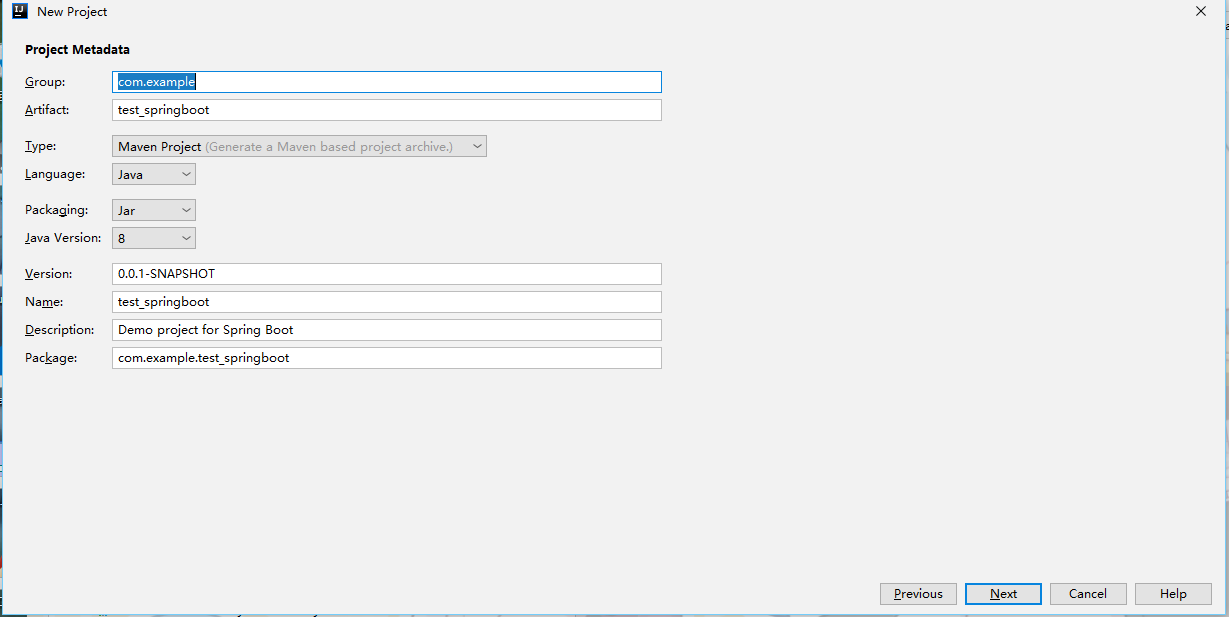 New Project
Project Metadata
Group: com.example
Artifact: test_springboot
Type: Maven Project (Generate a Maven based project archive.)
Language: Java
Packaging: Jar
Java Version: 8
Version: 0.0.1-SNAPSHOT
Name: test_springboot
Description: Demo project for Spring Boot
Package: com.example.test_springboot
Previous Next Cancel Help